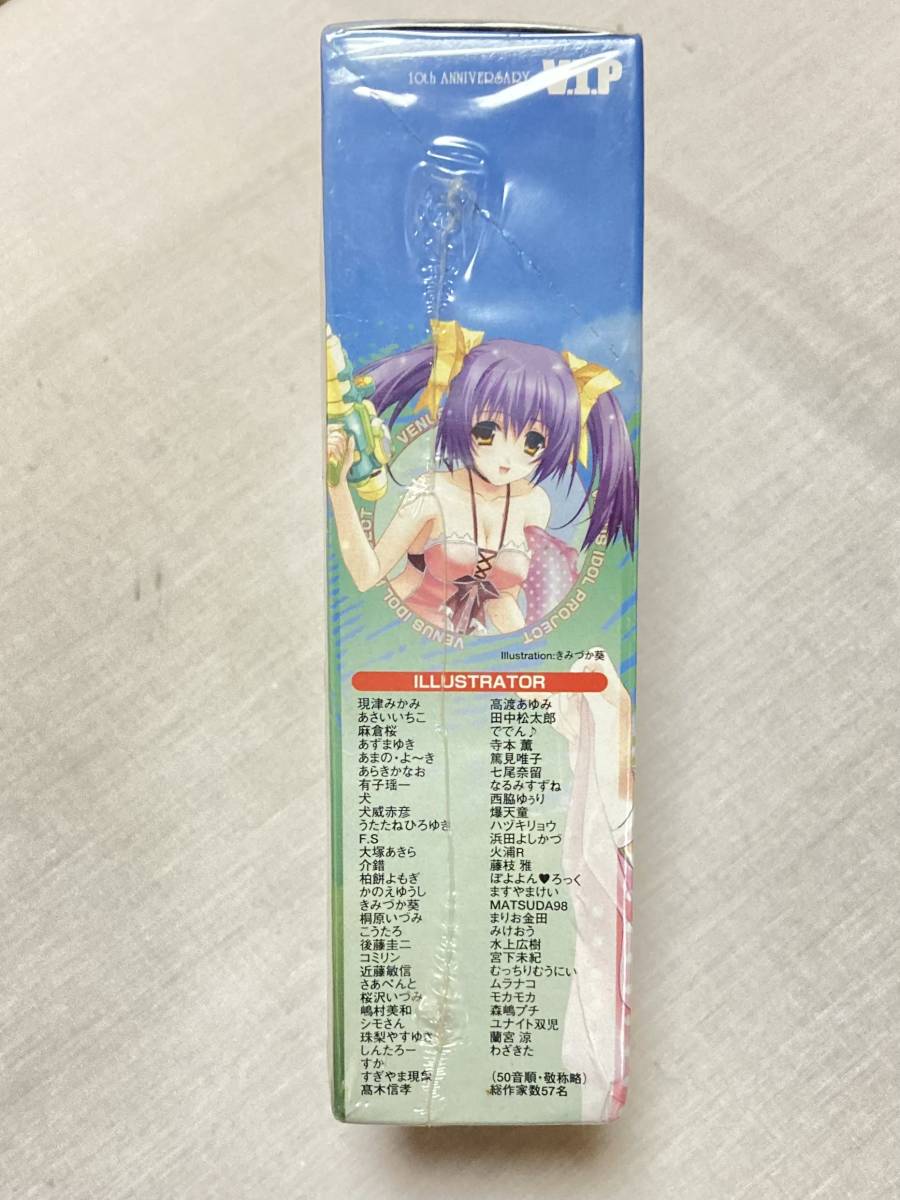 10th ANNIVERSARY V.I.P
VENUS
VENUS IDOL PROJECT
Illustration:きみづか葵
ILLUSTRATOR
現津みかみ
あさいいちこ
麻倉桜
あずまゆき
あまの・よ〜き
あらきかなお
有子瑶一
犬
犬威赤彦
うたたねひろゆき
F.S
大塚あきら
介錯
柏餅よもぎ
かのえゆうし
きみづか葵
桐原いづみ
こうたろ
後藤圭二
コミリン
近藤敏信
さあぺんと
桜沢いづみ
嶋村美和
シモさん
珠梨やすゆき
しんたろー
すか
すぎやま現象
高木信孝
高渡あゆみ
田中松太郎
ででん♪
寺本 薫
篤見唯子
七尾奈留
なるみすずね
西脇ゆぅり
爆天童
ハヅキリョウ
浜田よしかづ
火浦R
藤枝 雅
ぽよよん♥ろっく
ますやまけい
MATSUDA98
まりお金田
みけおう
水上広樹
宮下未紀
むっちりむうにい
ムラナコ
モカモカ
森嶋プチ
ユナイト双児
蘭宮 涼
わざきた
(50音順・敬称略)
総作家数57名